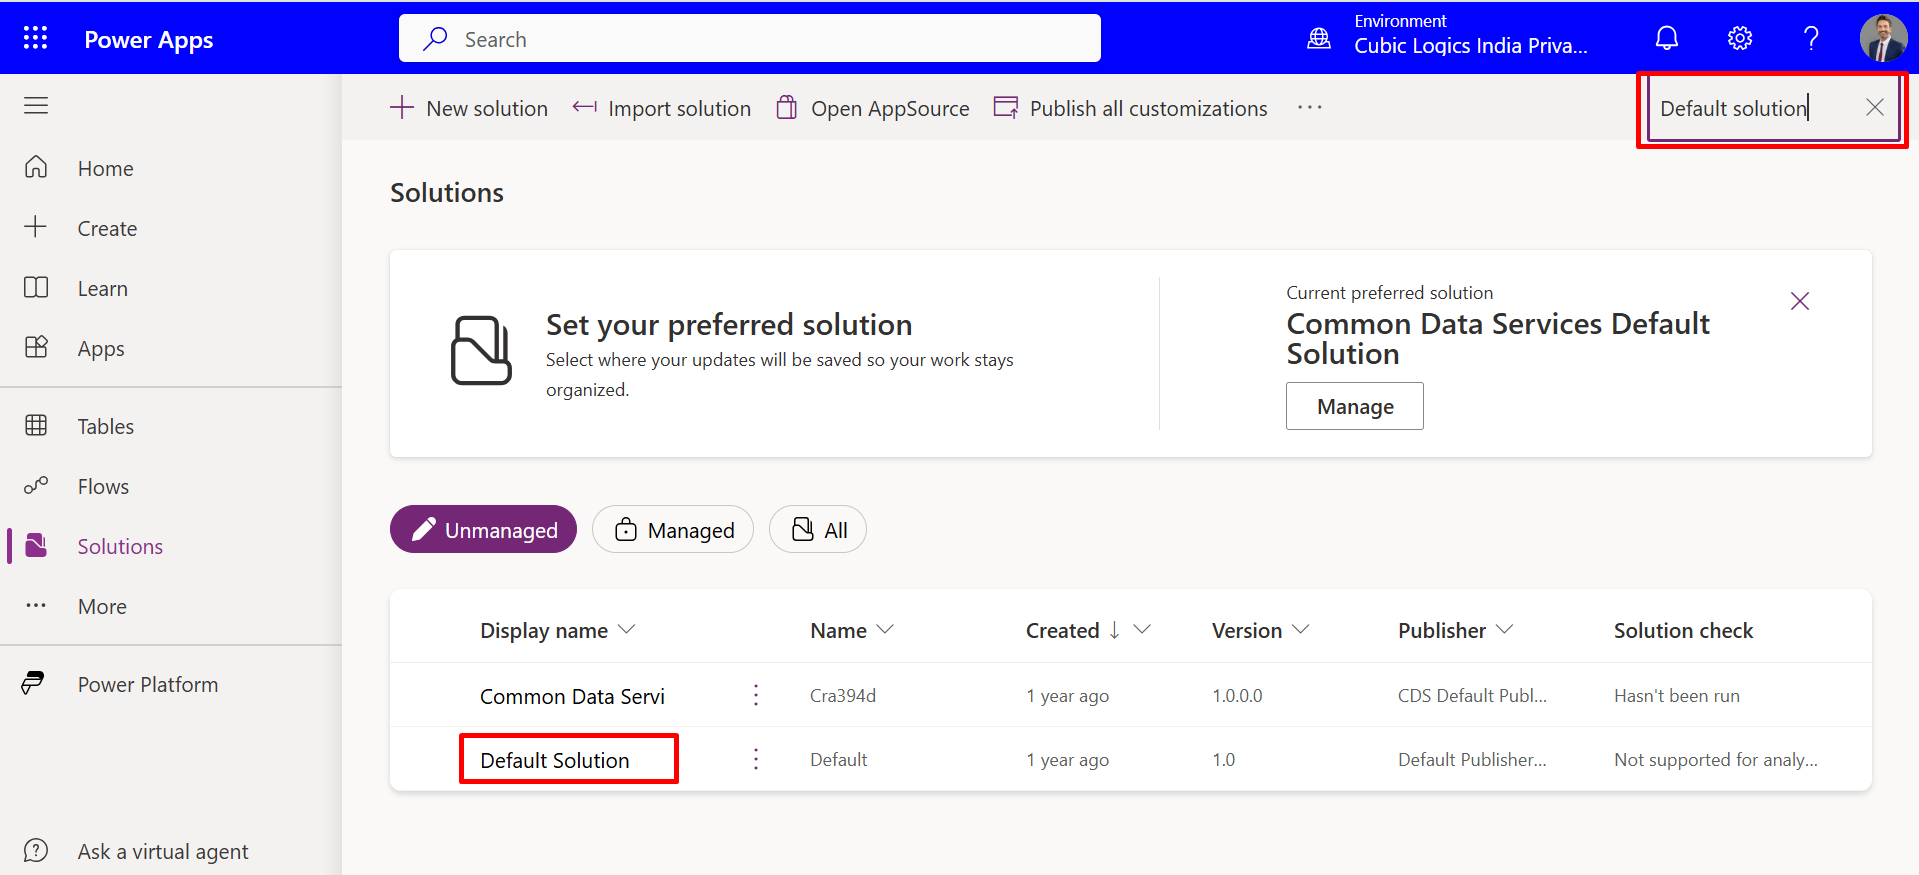 Power Apps
Search
Environment
Cubic Logics India Priva...
New solution
Import solution
Open AppSource
Publish all customizations
Default solution
Home
Create
Learn
Apps
Tables
Flows
Solutions
More
Power Platform
Ask a virtual agent
Solutions
Set your preferred solution
Select where your updates will be saved so your work stays
organized.
Current preferred solution
Common Data Services Default
Solution
Manage
Unmanaged
Managed
All
Display name Name Created Version Publisher Solution check
Common Data Servi Cra394d 1 year ago 1.0.0.0 CDS Default Publ... Hasn't been run
Default Solution Default 1 year ago 1.0 Default Publisher... Not supported for analy...